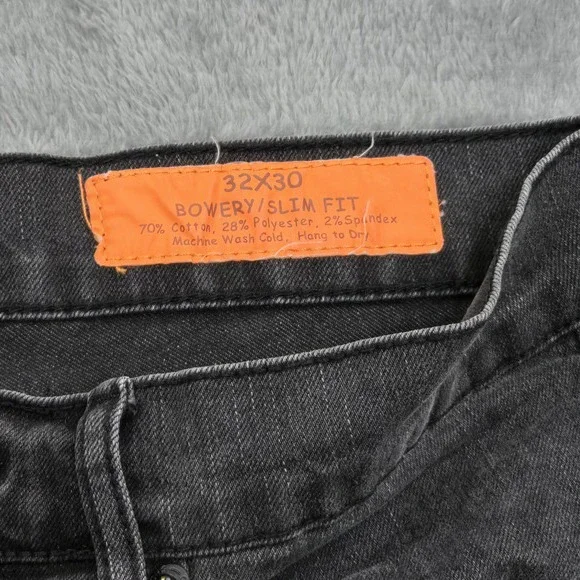 32X30
BOWERY/SLIM FIT
70% Cotton, 28% Polyester, 2% Spandex
Machine Wash Cold, Hang to Dry